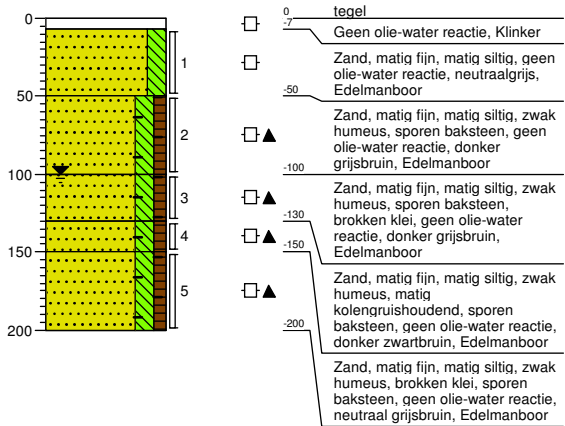 0
50
100
150
200
1
2
3
4
5
0
tegel
-7
Geen olie-water reactie, Klinker
Zand, matig fijn, matig siltig, geen
olie-water reactie, neutraalgrijs,
Edelmanboor
-50
Zand, matig fijn, matig siltig, zwak
humeus, sporen baksteen, geen
olie-water reactie, donker
grijsbruin, Edelmanboor
-100
Zand, matig fijn, matig siltig, zwak
humeus, sporen baksteen,
brokken klei, geen olie-water
reactie, donker grijsbruin,
Edelmanboor
-130
Zand, matig fijn, matig siltig, zwak
humeus, matig
kolengruishoudend, sporen
baksteen, geen olie-water reactie,
donker zwartbruin, Edelmanboor
-150
Zand, matig fijn, matig siltig, zwak
humeus, brokken klei, sporen
baksteen, geen olie-water reactie,
neutraal grijsbruin, Edelmanboor
-200